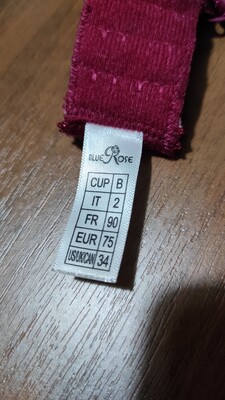 BLUE ROSE
CUP B
IT 2
FR 90
EUR 75
US/UK/CAN 34